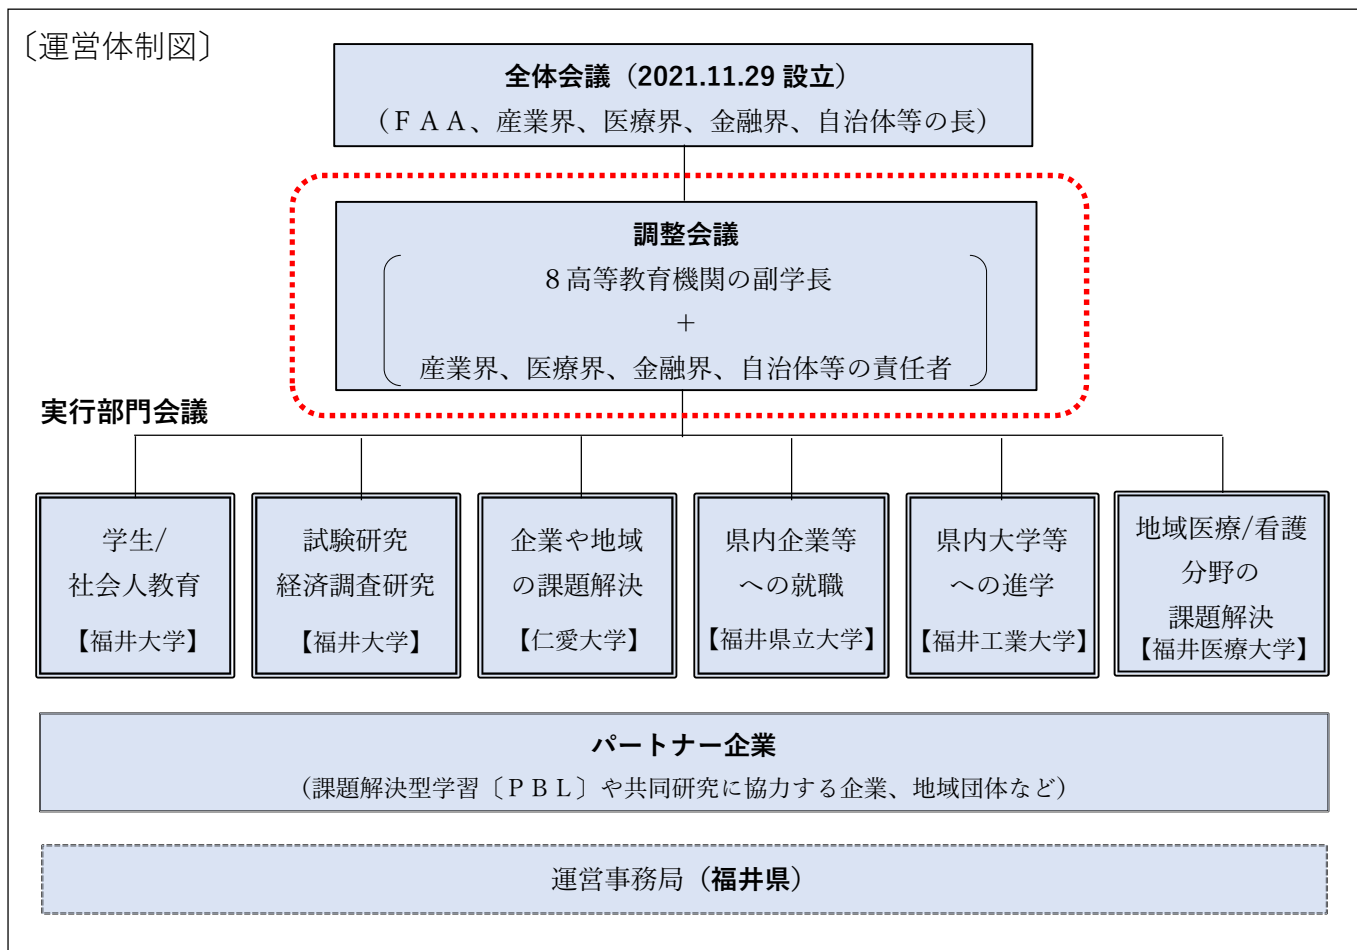 〔運営体制図〕
全体会議（2021.11.29 設立）
（ＦＡＡ、産業界、医療界、金融界、自治体等の長）
調整会議
８高等教育機関の副学長
＋
産業界、医療界、金融界、自治体等の責任者
実行部門会議
学生/
社会人教育
【福井大学】
試験研究
経済調査研究
【福井大学】
企業や地域
の課題解決
【仁愛大学】
県内企業等
への就職
【福井県立大学】
県内大学等
への進学
【福井工業大学】
地域医療/看護
分野の
課題解決
【福井医療大学】
パートナー企業
（課題解決型学習〔ＰＢＬ〕や共同研究に協力する企業、地域団体など）
運営事務局（福井県）